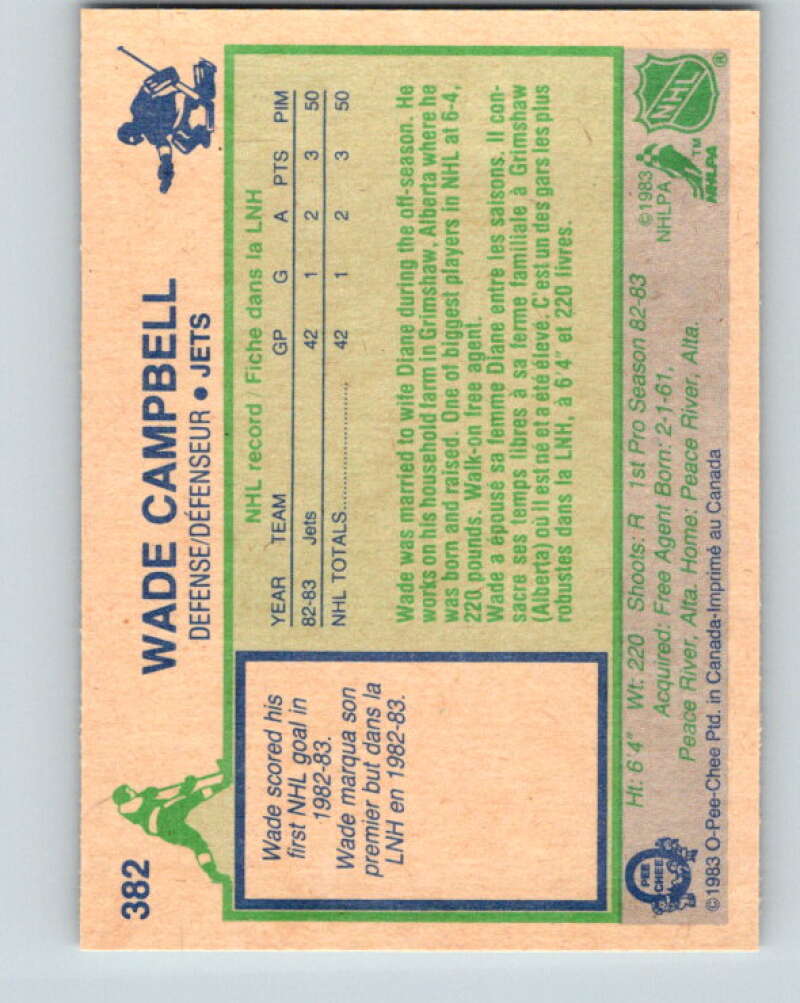 382
WADE CAMPBELL
DEFENSE/DÉFENSEUR • JETS
Wade scored his
first NHL goal in
1982-83.
Wade marqua son
premier but dans la
LNH en 1982-83.
NHL record / Fiche dans la LNH
YEAR TEAM GP G A PTS PIM
82-83 Jets 42 1 2 3 50
NHL TOTALS............ 42 1 2 3 50
Wade was married to wife Diane during the off-season. He
works on his household farm in Grimshaw, Alberta where he
was born and raised. One of biggest players in NHL at 6-4,
220 pounds. Walk-on free agent.
Wade a épousé sa femme Diane entre les saisons. Il con-
sacre ses temps libres à sa ferme familiale à Grimshaw
(Alberta) où il est né et a été élevé. C'est un des gars les plus
robustes dans la LNH, à 6'4" et 220 livres.
Ht: 6'4" Wt: 220 Shoots: R 1st Pro Season 82-83
Acquired: Free Agent Born: 2-1-61,
Peace River, Alta. Home: Peace River, Alta.
©1983 O-Pee-Chee Ptd. in Canada-Imprimé au Canada
O
PEE
CHEE
©1983
NHLPA
NHL
®
NHLPA
TM